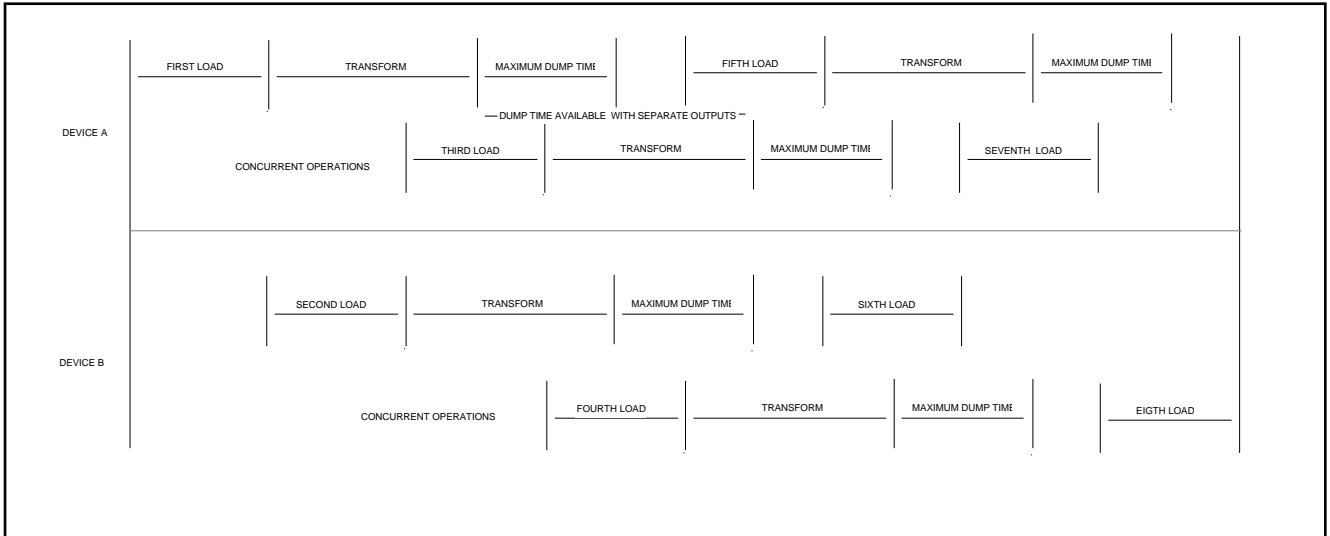 FIRST LOAD TRANSFORM MAXIMUM DUMP TIME FIFTH LOAD TRANSFORM MAXIMUM DUMP TIME
DUMP TIME AVAILABLE WITH SEPARATE OUTPUTS
DEVICE A
THIRD LOAD TRANSFORM MAXIMUM DUMP TIME SEVENTH LOAD
CONCURRENT OPERATIONS
SECOND LOAD TRANSFORM MAXIMUM DUMP TIME SIXTH LOAD
DEVICE B
FOURTH LOAD TRANSFORM MAXIMUM DUMP TIME EIGTH LOAD
CONCURRENT OPERATIONS